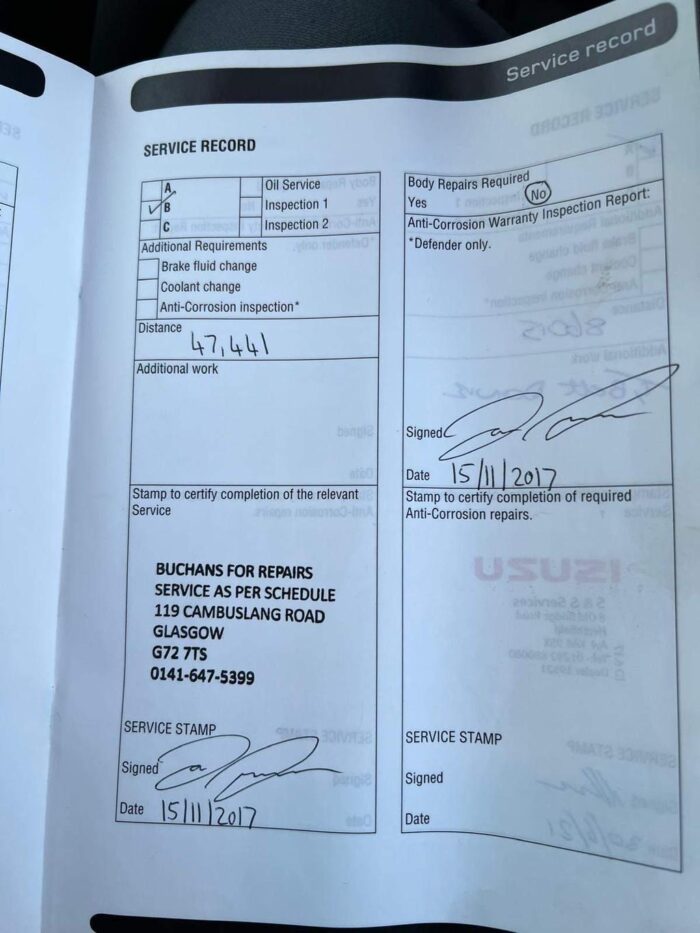 Service record
SERVICE RECORD
A
✓ B
C
Oil Service
Inspection 1
Inspection 2
Additional Requirements
Brake fluid change
Coolant change
Anti-Corrosion inspection*
Distance
47,441
Additional work
Stamp to certify completion of the relevant
Service
BUCHANS FOR REPAIRS
SERVICE AS PER SCHEDULE
119 CAMBUSLANG ROAD
GLASGOW
G72 7TS
0141-647-5399
SERVICE STAMP
Signed
Date 15/11/2017
Body Repairs Required
Yes No
Anti-Corrosion Warranty Inspection Report:
*Defender only.
Signed
Date 15/11/2017
Stamp to certify completion of required
Anti-Corrosion repairs.
ISUZU
SERVICE STAMP
Signed
Date